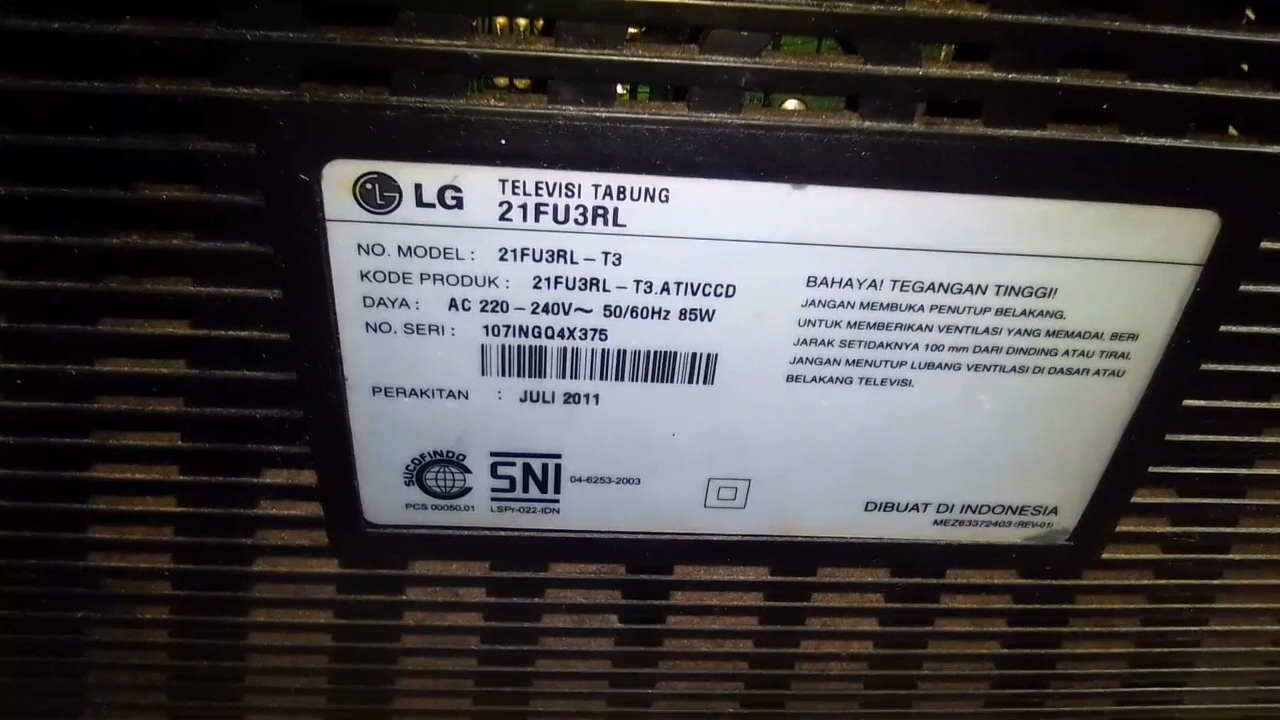 LG TELEVISI TABUNG
21FU3RL
NO. MODEL : 21FU3RL-T3
KODE PRODUK : 21FU3RL-T3.ATIVCCD
DAYA : AC 220-240V~ 50/60Hz 85W
NO. SERI : 107INGQ4X375
PERAKITAN : JULI 2011
BAHAYA! TEGANGAN TINGGI!
JANGAN MEMBUKA PENUTUP BELAKANG.
UNTUK MEMBERIKAN VENTILASI YANG MEMADAI, BERI
JARAK SETIDAKNYA 100 mm DARI DINDING ATAU TIRAI.
JANGAN MENUTUP LUBANG VENTILASI DI DASAR ATAU
BELAKANG TELEVISI.
SUCOFINDO
PCS 00050.01
SNI 04-6253-2003
LSPr-022-IDN
DIBUAT DI INDONESIA
MEZ63372403 (REV-01)